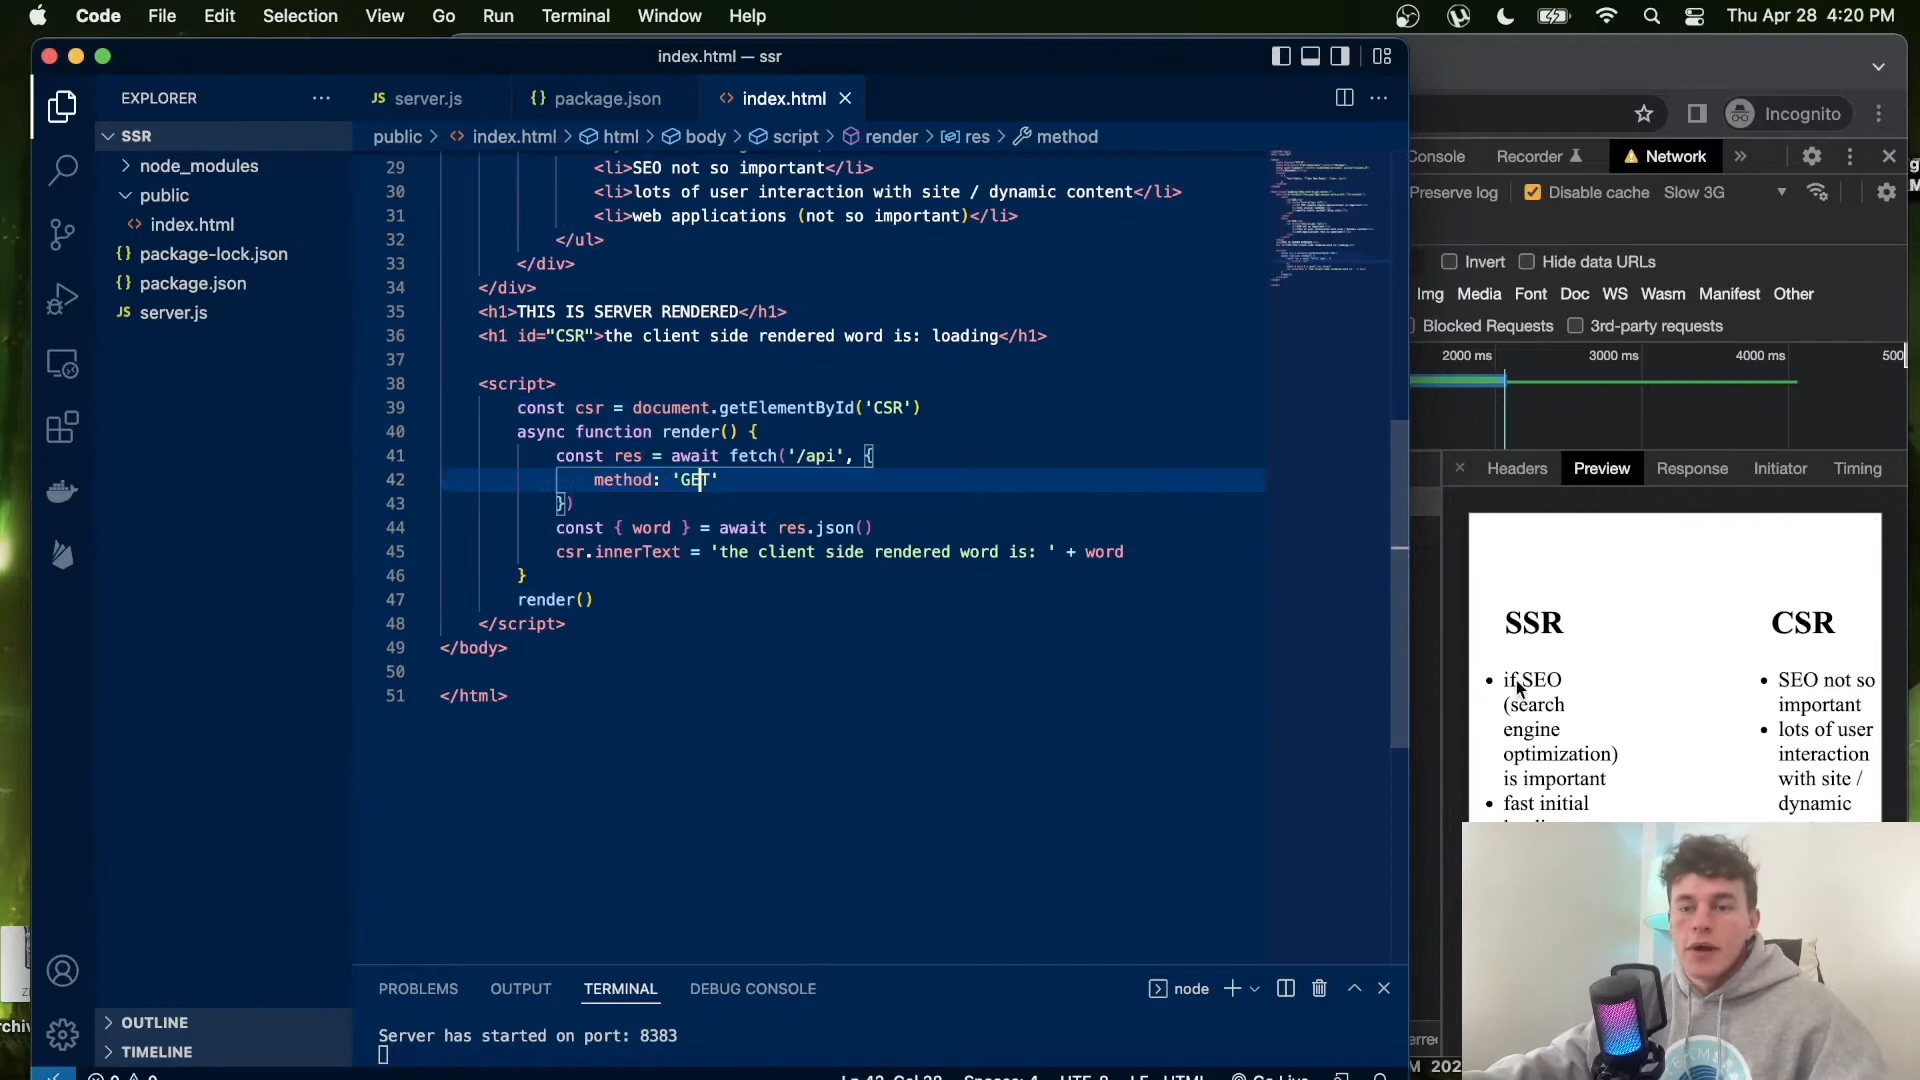 Code File Edit Selection View Go Run Terminal Window Help
Thu Apr 28 4:20 PM
index.html — ssr
EXPLORER
SSR
node_modules
public
index.html
package-lock.json
package.json
server.js
OUTLINE
TIMELINE
server.js package.json index.html
public > index.html > html > body > script > render > res > method
29 <li>SEO not so important</li>
30 <li>lots of user interaction with site / dynamic content</li>
31 <li>web applications (not so important)</li>
32 </ul>
33 </div>
34 </div>
35 <h1>THIS IS SERVER RENDERED</h1>
36 <h1 id="CSR">the client side rendered word is: loading</h1>
37
38 <script>
39 const csr = document.getElementById('CSR')
40 async function render() {
41 const res = await fetch('/api', {
42 method: 'GET'
43 })
44 const { word } = await res.json()
45 csr.innerText = 'the client side rendered word is: ' + word
46 }
47 render()
48 </script>
49 </body>
50
51 </html>
PROBLEMS OUTPUT TERMINAL DEBUG CONSOLE
node
Server has started on port: 8383
Incognito
Console Recorder Network
Preserve log Disable cache Slow 3G
Invert Hide data URLs
Img Media Font Doc WS Wasm Manifest Other
Blocked Requests 3rd-party requests
2000 ms 3000 ms 4000 ms 500
Headers Preview Response Initiator Timing
SSR
if SEO
(search
engine
optimization)
is important
fast initial
CSR
SEO not so
important
lots of user
interaction
with site /
dynamic